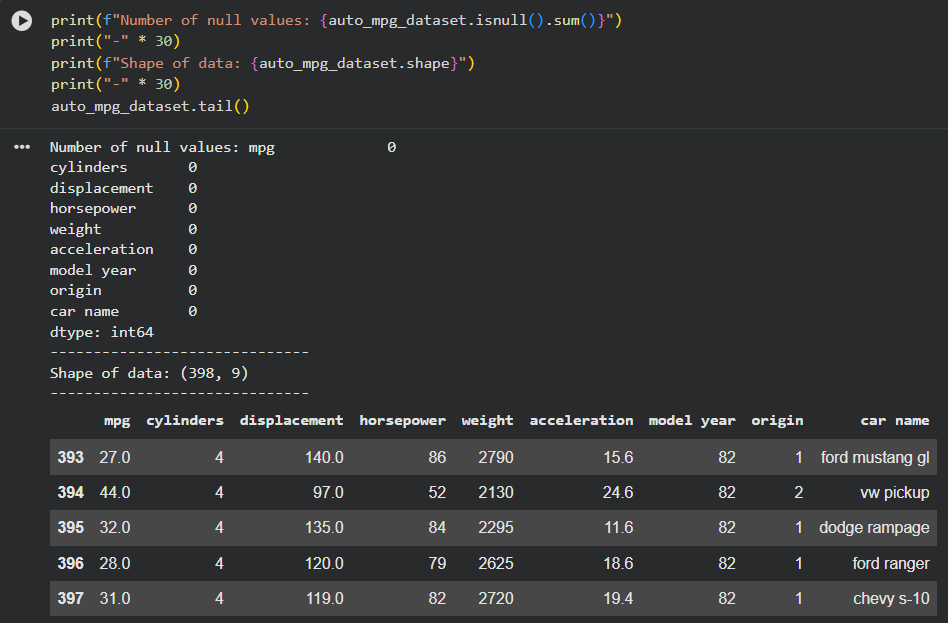 print(f"Number of null values: {auto_mpg_dataset.isnull().sum()}")
print("-" * 30)
print(f"Shape of data: {auto_mpg_dataset.shape}")
print("-" * 30)
auto_mpg_dataset.tail()
Number of null values: mpg             0
cylinders       0
displacement    0
horsepower      0
weight          0
acceleration    0
model year      0
origin          0
car name        0
dtype: int64
------------------------------
Shape of data: (398, 9)
------------------------------
mpg cylinders displacement horsepower weight acceleration model year origin car name
393 27.0 4 140.0 86 2790 15.6 82 1 ford mustang gl
394 44.0 4 97.0 52 2130 24.6 82 2 vw pickup
395 32.0 4 135.0 84 2295 11.6 82 1 dodge rampage
396 28.0 4 120.0 79 2625 18.6 82 1 ford ranger
397 31.0 4 119.0 82 2720 19.4 82 1 chevy s-10